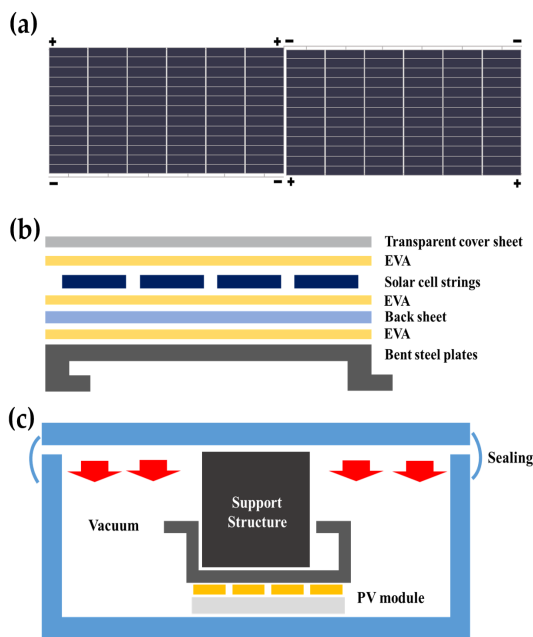 (a)
+ + - -
- - + +
(b)
Transparent cover sheet
EVA
Solar cell strings
EVA
Back sheet
EVA
Bent steel plates
(c)
Sealing
Support
Structure
Vacuum
PV module